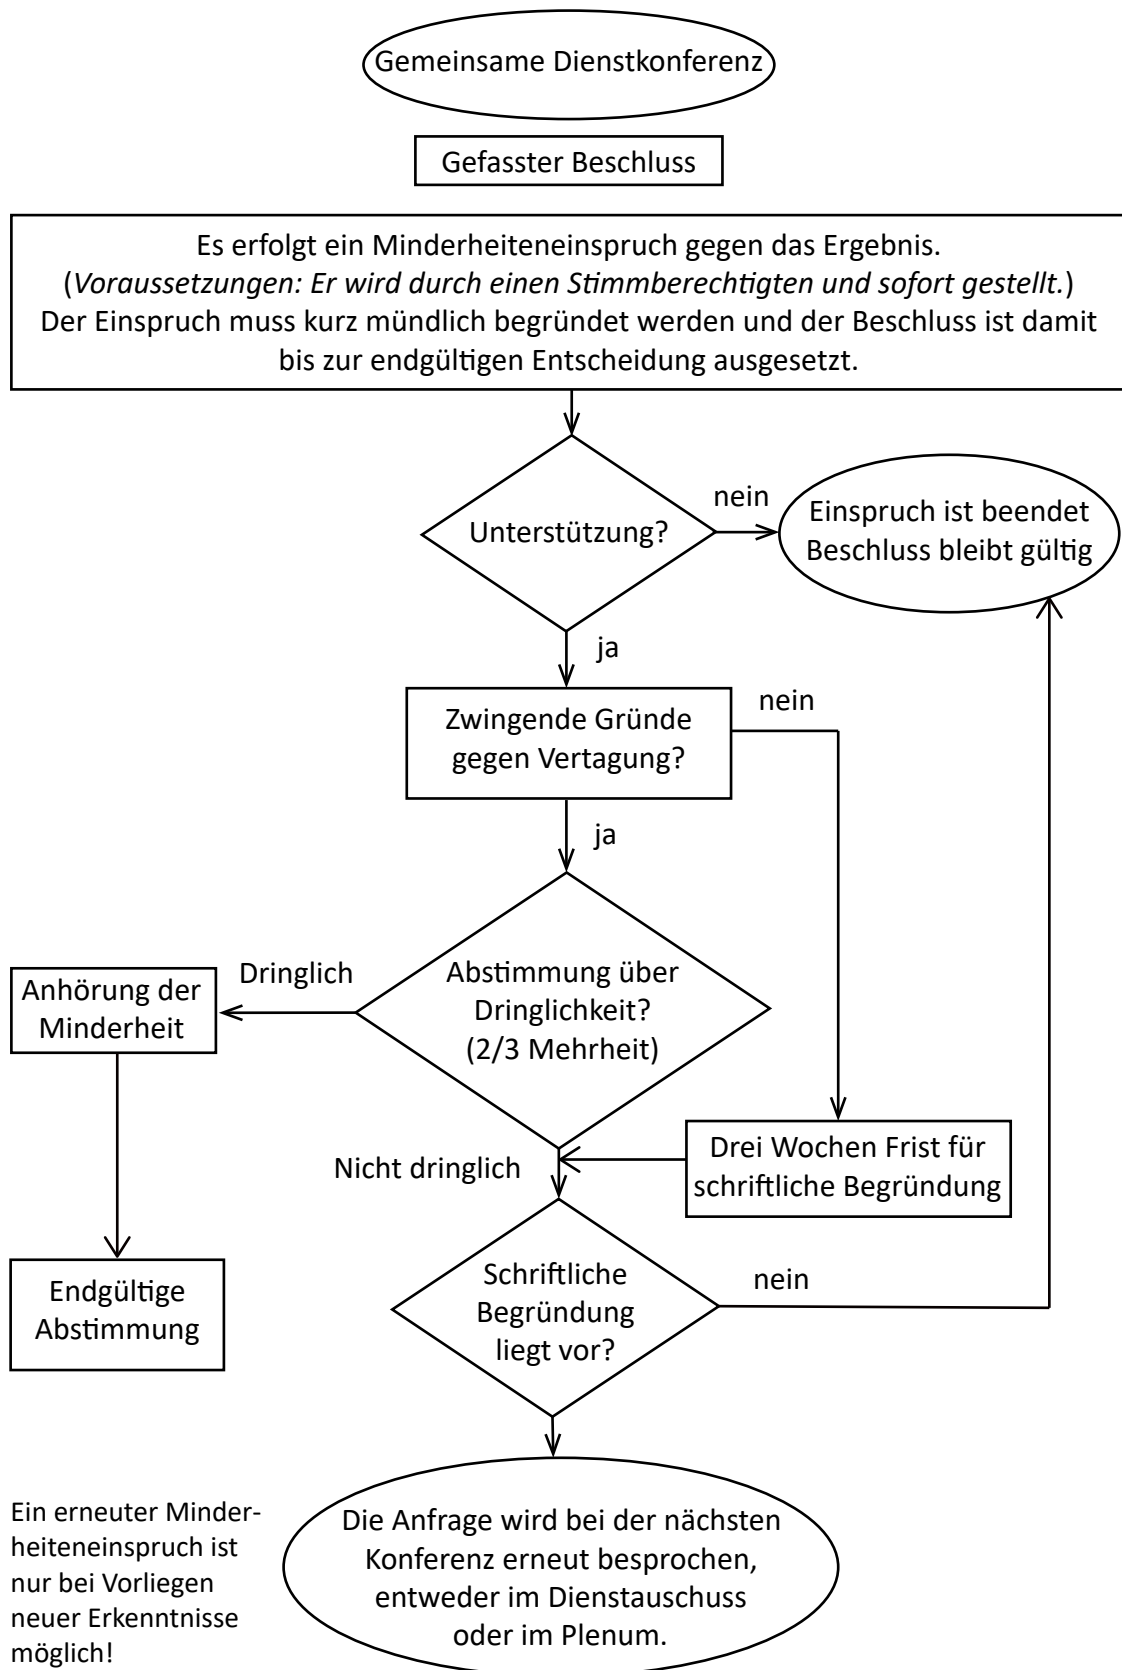 Gemeinsame Dienstkonferenz
Gefasster Beschluss
Es erfolgt ein Minderheiteneinspruch gegen das Ergebnis.
(Voraussetzungen: Er wird durch einen Stimmberechtigten und sofort gestellt.)
Der Einspruch muss kurz mündlich begründet werden und der Beschluss ist damit
bis zur endgültigen Entscheidung ausgesetzt.
Unterstützung?
nein
Einspruch ist beendet
Beschluss bleibt gültig
ja
Zwingende Gründe
gegen Vertagung?
nein
ja
Abstimmung über
Dringlichkeit?
(2/3 Mehrheit)
Dringlich
Anhörung der
Minderheit
Nicht dringlich
Drei Wochen Frist für
schriftliche Begründung
Endgültige
Abstimmung
Schriftliche
Begründung
liegt vor?
nein
Die Anfrage wird bei der nächsten
Konferenz erneut besprochen,
entweder im Dienstauschuss
oder im Plenum.
Ein erneuter Minder-
heiteneinspruch ist
nur bei Vorliegen
neuer Erkenntnisse
möglich!